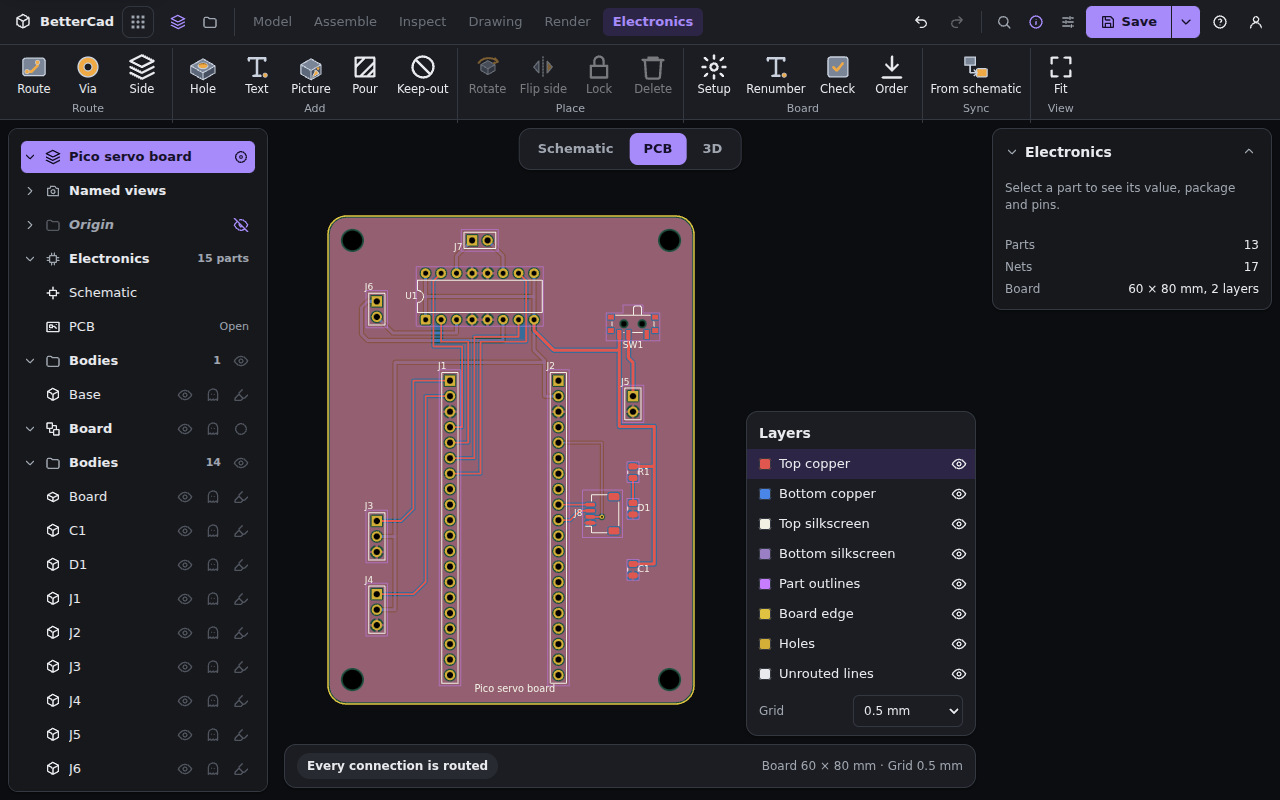 BetterCad
Model
Assemble
Inspect
Drawing
Render
Electronics
Save
Route
Via
Side
Hole
Text
Picture
Pour
Keep-out
Rotate
Flip side
Lock
Delete
Setup
Renumber
Check
Order
From schematic
Fit
Route
Add
Place
Board
Sync
View
Pico servo board
Named views
Origin
Electronics
15 parts
Schematic
PCB
Open
Bodies
1
Base
Board
Bodies
14
Board
C1
D1
J1
J2
J3
J4
J5
J6
Schematic
PCB
3D
J7
J6
U1
SW1
J1
J2
J5
R1
J3
D1
J8
C1
J4
Pico servo board
Layers
Top copper
Bottom copper
Top silkscreen
Bottom silkscreen
Part outlines
Board edge
Holes
Unrouted lines
Grid
0.5 mm
Every connection is routed
Board 60 × 80 mm · Grid 0.5 mm
Electronics
Select a part to see its value, package
and pins.
Parts
13
Nets
17
Board
60 × 80 mm, 2 layers